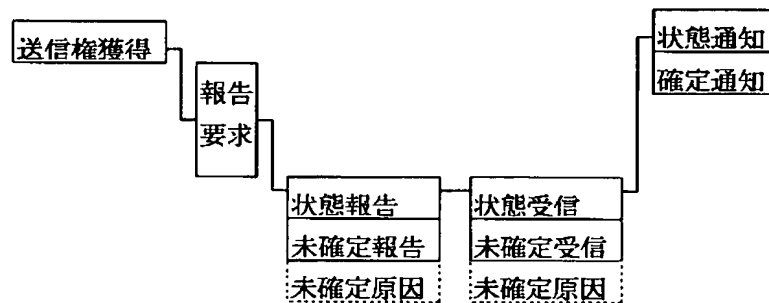 送信権獲得
報告
要求
状態報告
未確定報告
未確定原因
状態受信
未確定受信
未確定原因
状態通知
確定通知